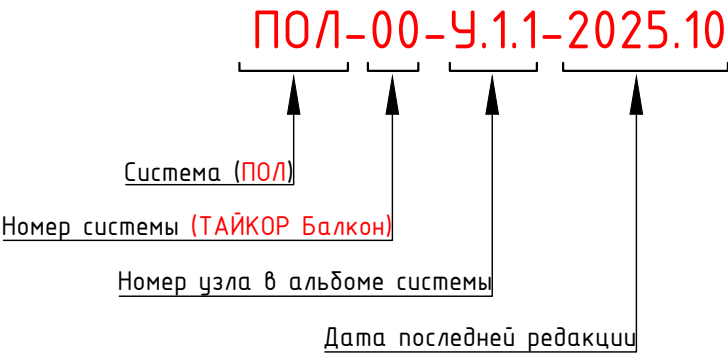 ПОЛ-00-У.1.1-2025.10
Система (ПОЛ)
Номер системы (ТАЙКОР Балкон)
Номер узла в альбоме системы
Дата последней редакции